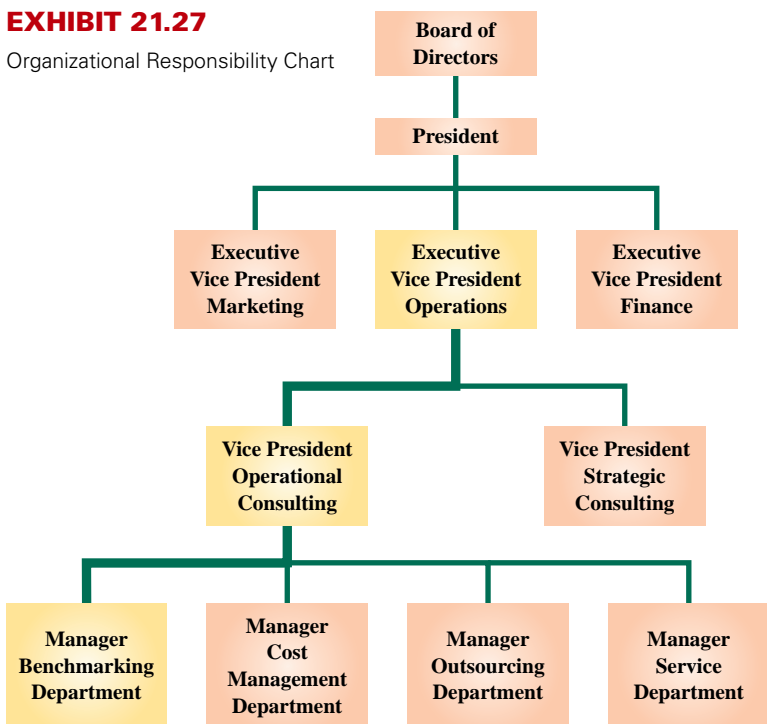 EXHIBIT 21.27
Organizational Responsibility Chart
Board of
Directors
President
Executive
Vice President
Marketing
Executive
Vice President
Operations
Executive
Vice President
Finance
Vice President
Operational
Consulting
Vice President
Strategic
Consulting
Manager
Benchmarking
Department
Manager
Cost
Management
Department
Manager
Outsourcing
Department
Manager
Service
Department